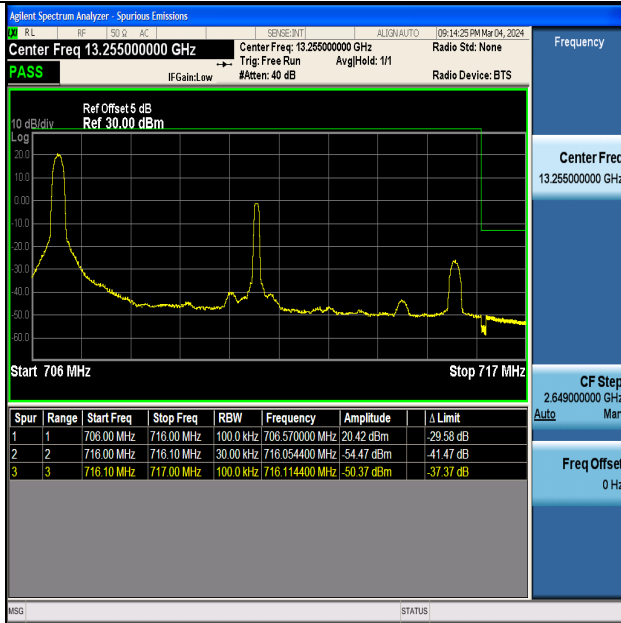 Agilent Spectrum Analyzer - Spurious Emissions
RL RF 50 Ω AC SENSE:INT ALIGN AUTO 09:14:25 PM Mar 04, 2024
Center Freq 13.255000000 GHz
PASS
IFGain:Low
Center Freq: 13.255000000 GHz
Trig: Free Run Avg|Hold: 1/1
#Atten: 40 dB
Radio Std: None
Radio Device: BTS
Ref Offset 5 dB
10 dB/div Ref 30.00 dBm
Log
20.0
10.0
0.00
-10.0
-20.0
-30.0
-40.0
-50.0
-60.0
Start 706 MHz Stop 717 MHz
Spur Range Start Freq Stop Freq RBW Frequency Amplitude Δ Limit
1 1 706.00 MHz 716.00 MHz 100.0 kHz 706.570000 MHz 20.42 dBm -29.58 dB
2 2 716.00 MHz 716.10 MHz 30.00 kHz 716.054400 MHz -54.47 dBm -41.47 dB
3 3 716.10 MHz 717.00 MHz 100.0 kHz 716.114400 MHz -50.37 dBm -37.37 dB
Frequency
Center Freq
13.255000000 GHz
CF Step
2.649000000 GHz
Auto Man
Freq Offset
0 Hz
MSG STATUS